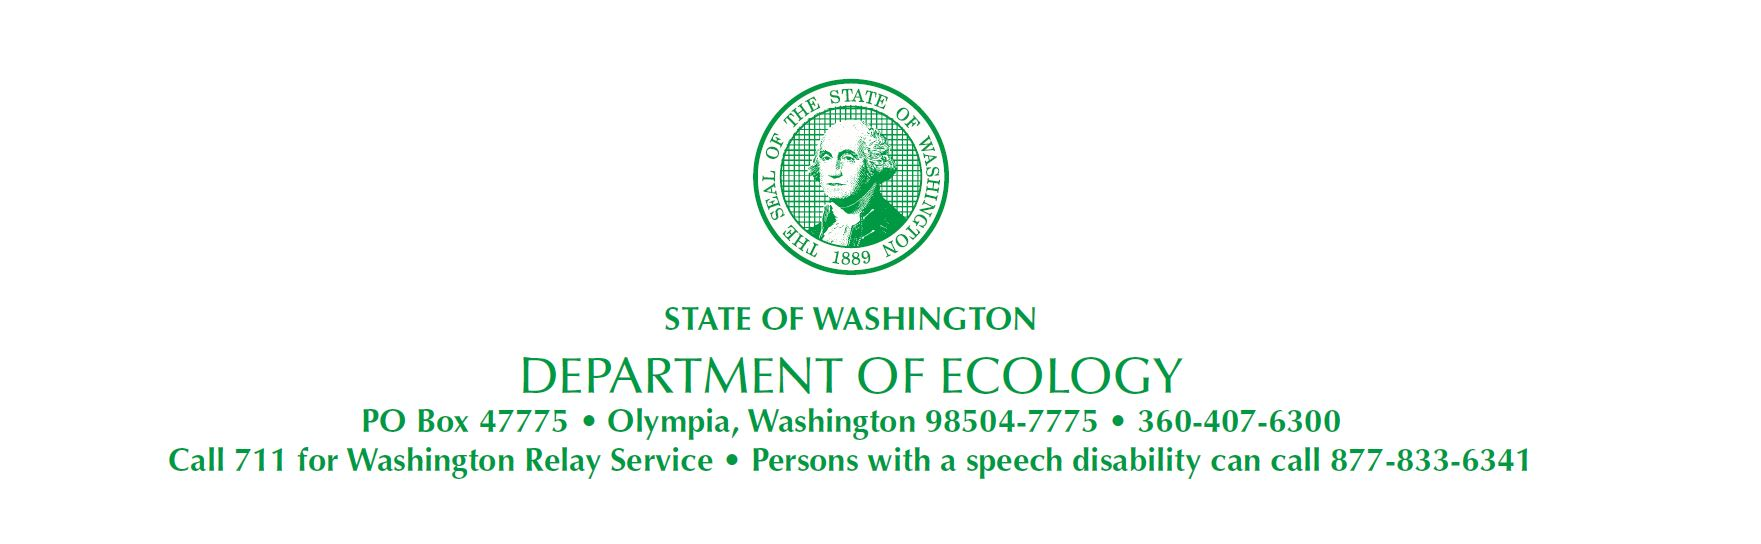 THE SEAL OF THE STATE OF WASHINGTON
1889
STATE OF WASHINGTON
DEPARTMENT OF ECOLOGY
PO Box 47775 • Olympia, Washington 98504-7775 • 360-407-6300
Call 711 for Washington Relay Service • Persons with a speech disability can call 877-833-6341